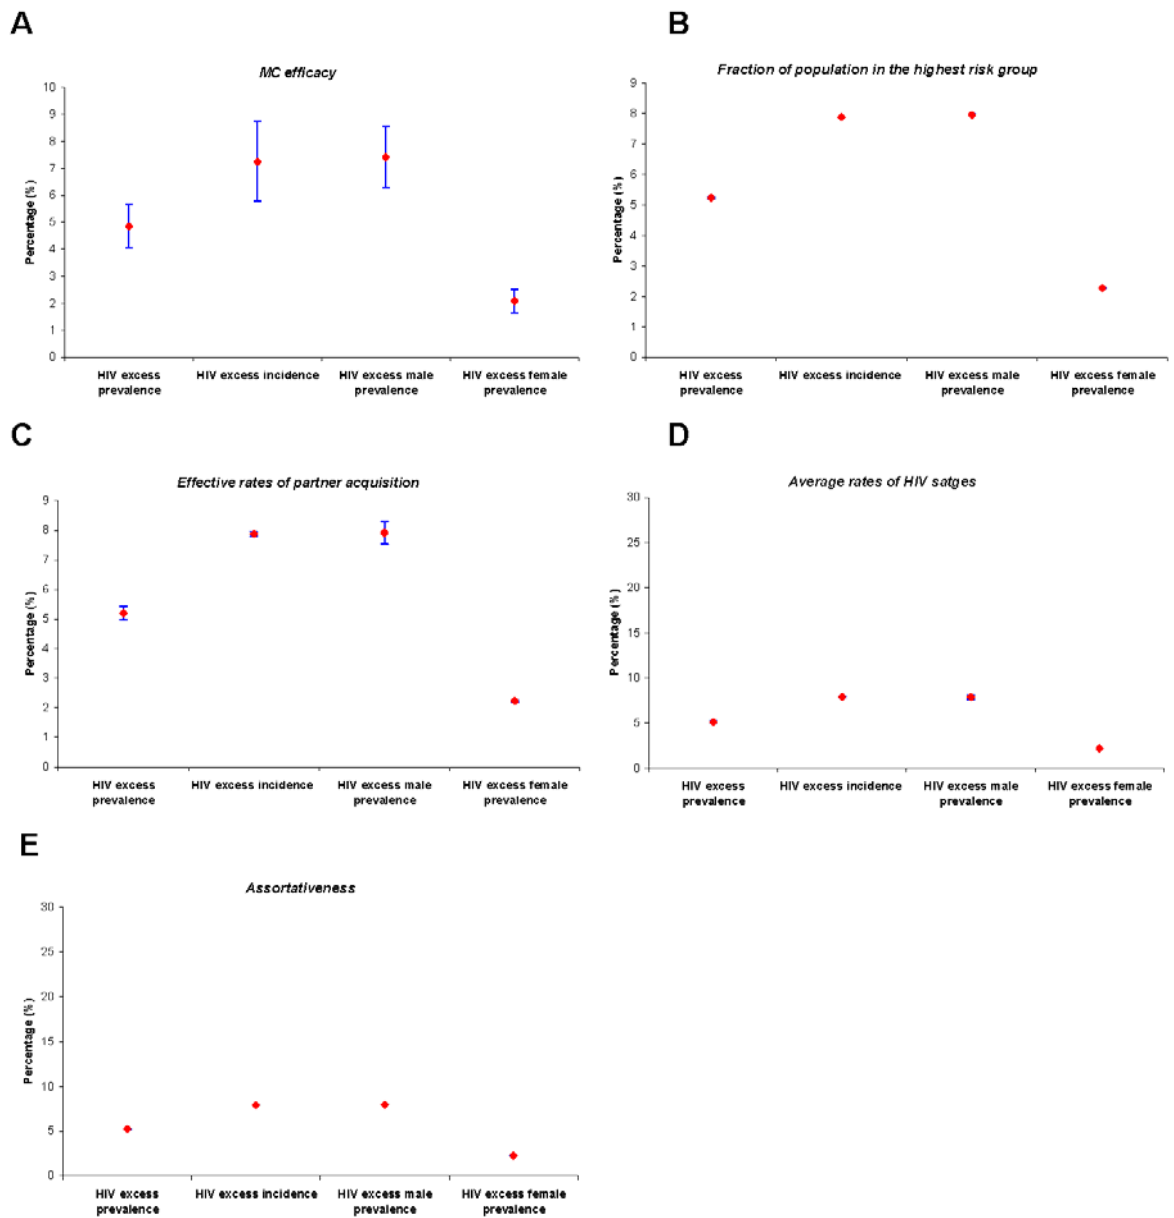 A
MC efficacy
Percentage (%)
10
9
8
7
6
5
4
3
2
1
0
HIV excess
prevalence
HIV excess incidence
HIV excess male
prevalence
HIV excess female
prevalence
B
Fraction of population in the highest risk group
Percentage (%)
9
8
7
6
5
4
3
2
1
0
HIV excess
prevalence
HIV excess incidence
HIV excess male
prevalence
HIV excess female
prevalence
C
Effective rates of partner acquisition
Percentage (%)
9
8
7
6
5
4
3
2
1
0
HIV excess
prevalence
HIV excess incidence
HIV excess male
prevalence
HIV excess female
prevalence
D
Average rates of HIV satges
Percentage (%)
30
25
20
15
10
5
0
HIV excess
prevalence
HIV excess incidence
HIV excess male
prevalence
HIV excess female
prevalence
E
Assortativeness
Percentage (%)
30
25
20
15
10
5
0
HIV excess
prevalence
HIV excess incidence
HIV excess male
prevalence
HIV excess female
prevalence